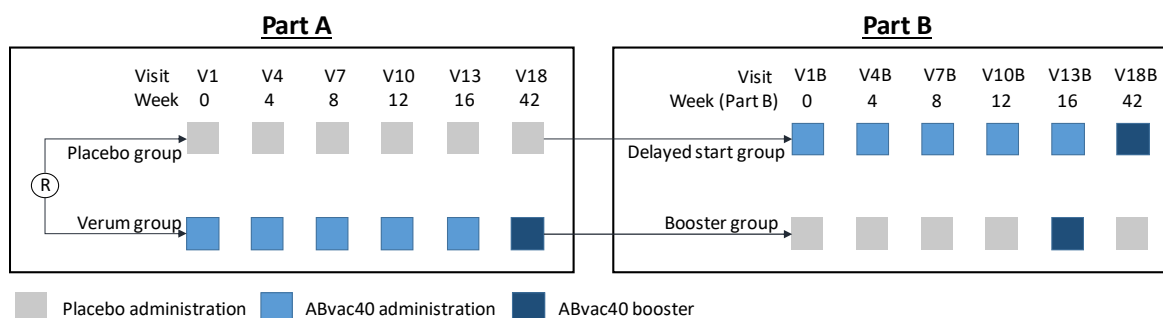 Part A
Visit V1 V4 V7 V10 V13 V18
Week 0 4 8 12 16 42
Placebo group
R
Verum group
Part B
Visit V1B V4B V7B V10B V13B V18B
Week (Part B) 0 4 8 12 16 42
Delayed start group
Booster group
Placebo administration ABvac40 administration ABvac40 booster